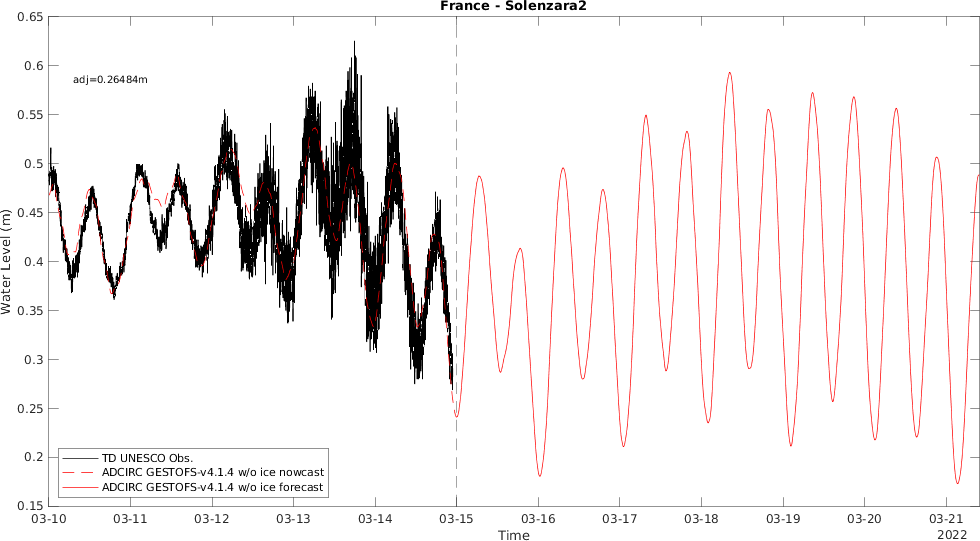 France - Solenzara2
0.65
0.6
0.55
0.5
0.45
0.4
0.35
0.3
0.25
0.2
0.15
Water Level (m)
adj=0.26484m
TD UNESCO Obs.
ADCIRC GESTOFS-v4.1.4 w/o ice nowcast
ADCIRC GESTOFS-v4.1.4 w/o ice forecast
03-10 03-11 03-12 03-13 03-14 03-15 03-16 03-17 03-18 03-19 03-20 03-21
Time
2022